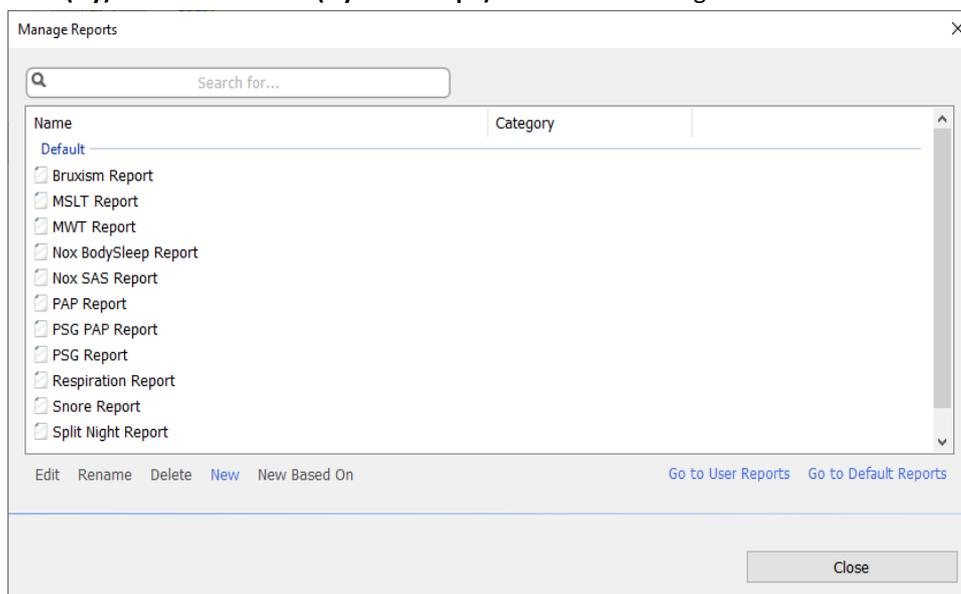 Manage Reports
Search for...
Name Category
Default
Bruxism Report
MSLT Report
MWT Report
Nox BodySleep Report
Nox SAS Report
PAP Report
PSG PAP Report
PSG Report
Respiration Report
Snore Report
Split Night Report
Edit Rename Delete New New Based On Go to User Reports Go to Default Reports
Close